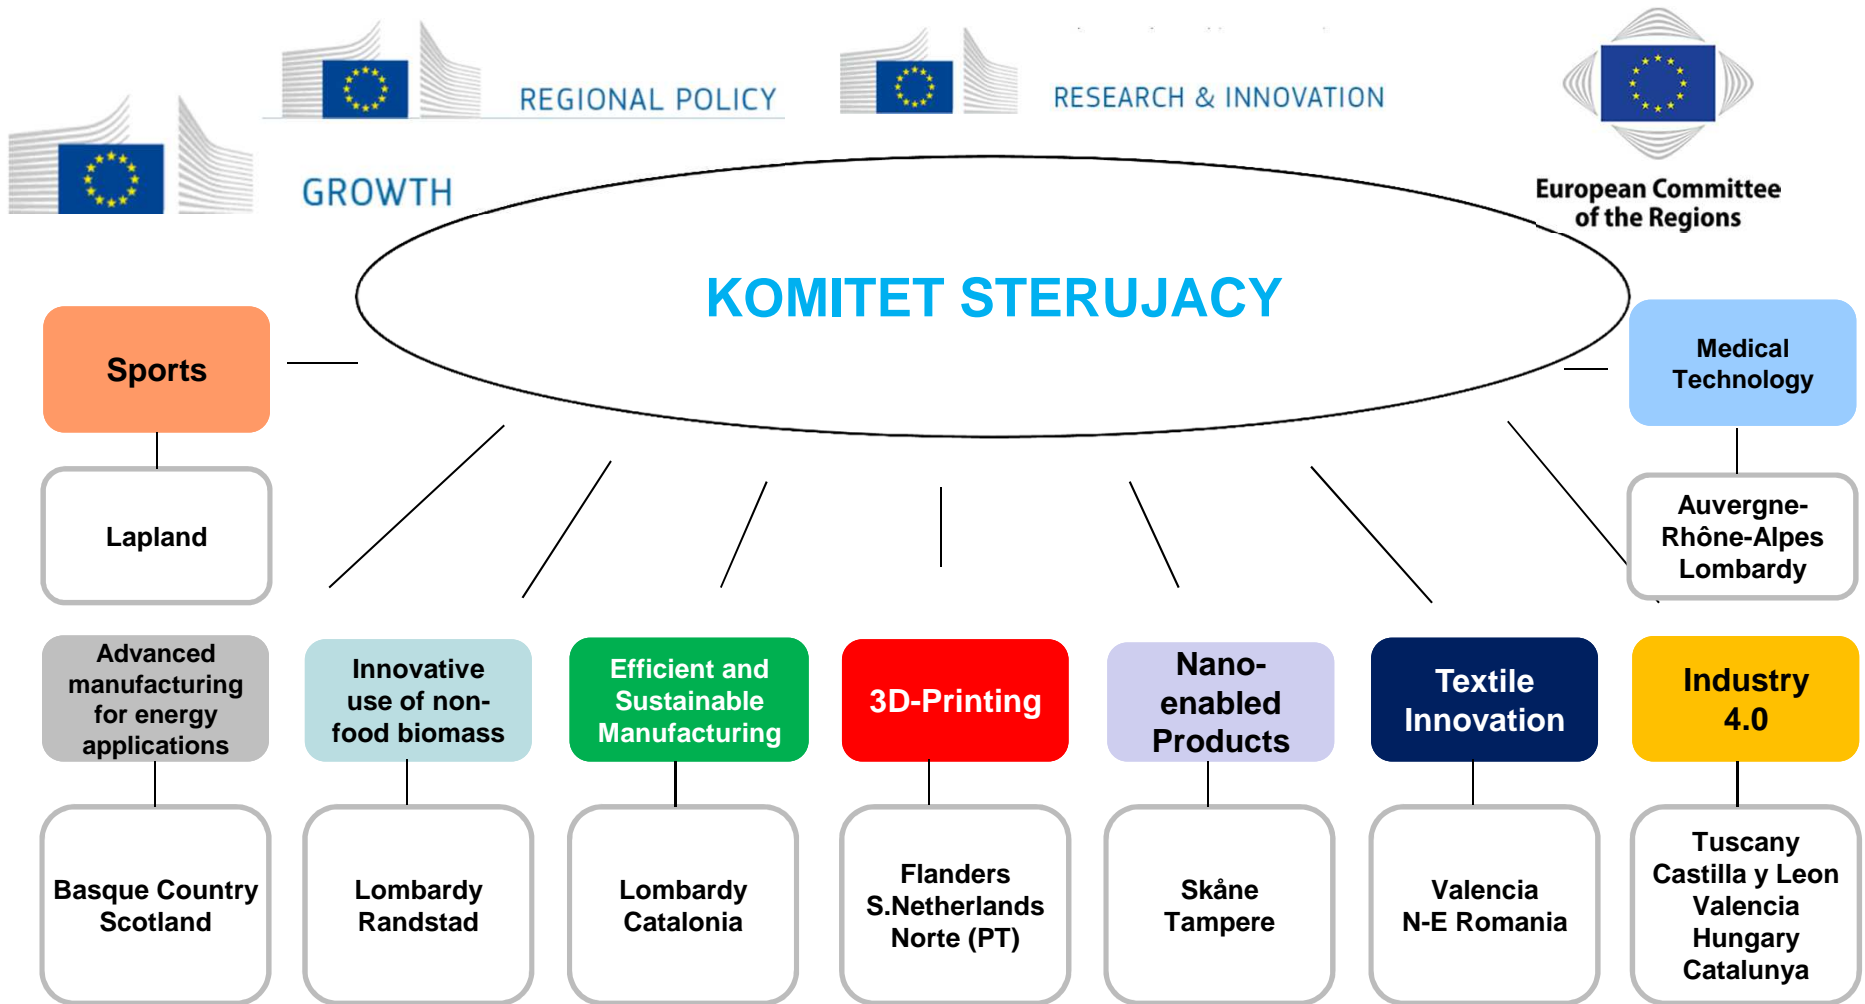 REGIONAL POLICY
RESEARCH & INNOVATION
GROWTH
European Committee
of the Regions
KOMITET STERUJACY
Sports
Medical
Technology
Lapland
Auvergne-
Rhône-Alpes
Lombardy
Advanced
manufacturing
for energy
applications
Innovative
use of non-
food biomass
Efficient and
Sustainable
Manufacturing
3D-Printing
Nano-
enabled
Products
Textile
Innovation
Industry
4.0
Basque Country
Scotland
Lombardy
Randstad
Lombardy
Catalonia
Flanders
S.Netherlands
Norte (PT)
Skåne
Tampere
Valencia
N-E Romania
Tuscany
Castilla y Leon
Valencia
Hungary
Catalunya